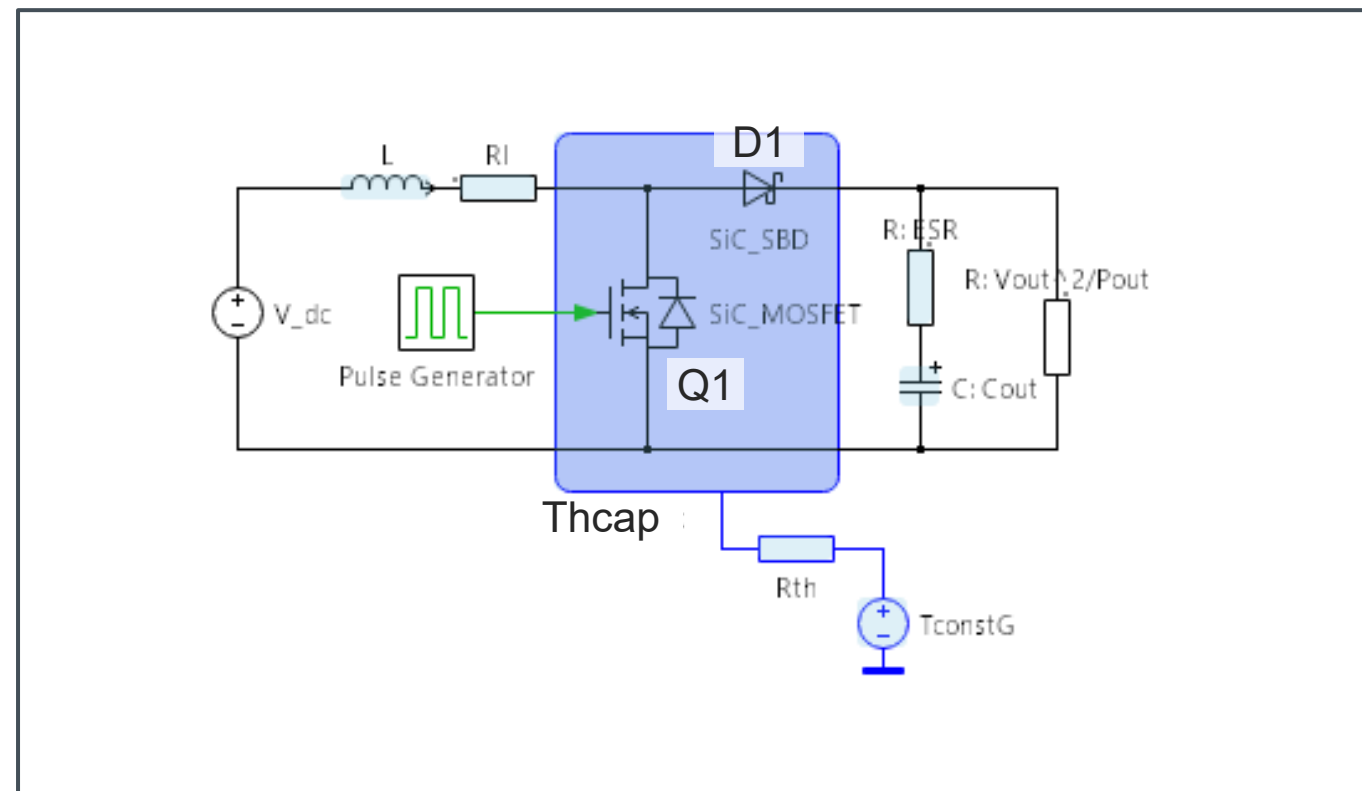 D1
L
Rl
SiC_SBD
R: ESR
R: Vout^2/Pout
V_dc
SiC_MOSFET
Pulse Generator
Q1
C: Cout
Thcap
Rth
TconstG